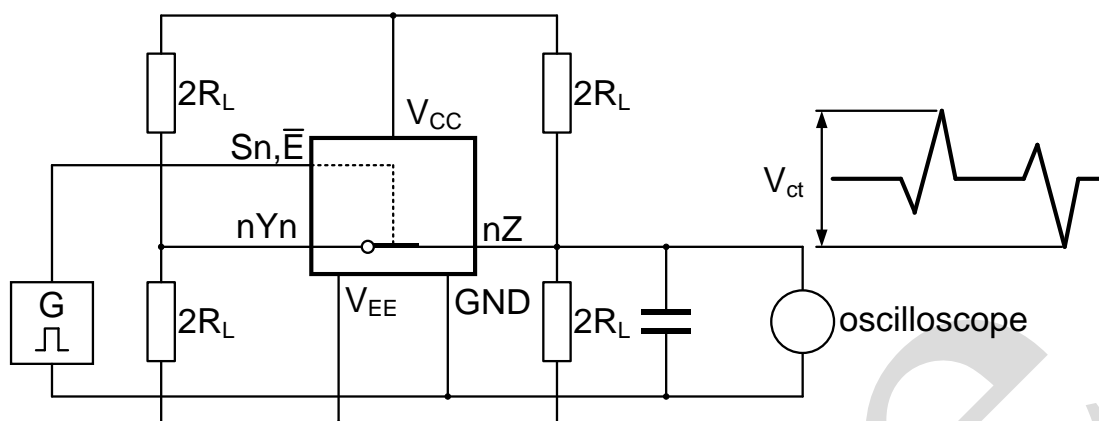 2R_L
2R_L
V_CC
Sn,E̅
V_ct
nYn
nZ
G
V_EE
GND
2R_L
2R_L
oscilloscope